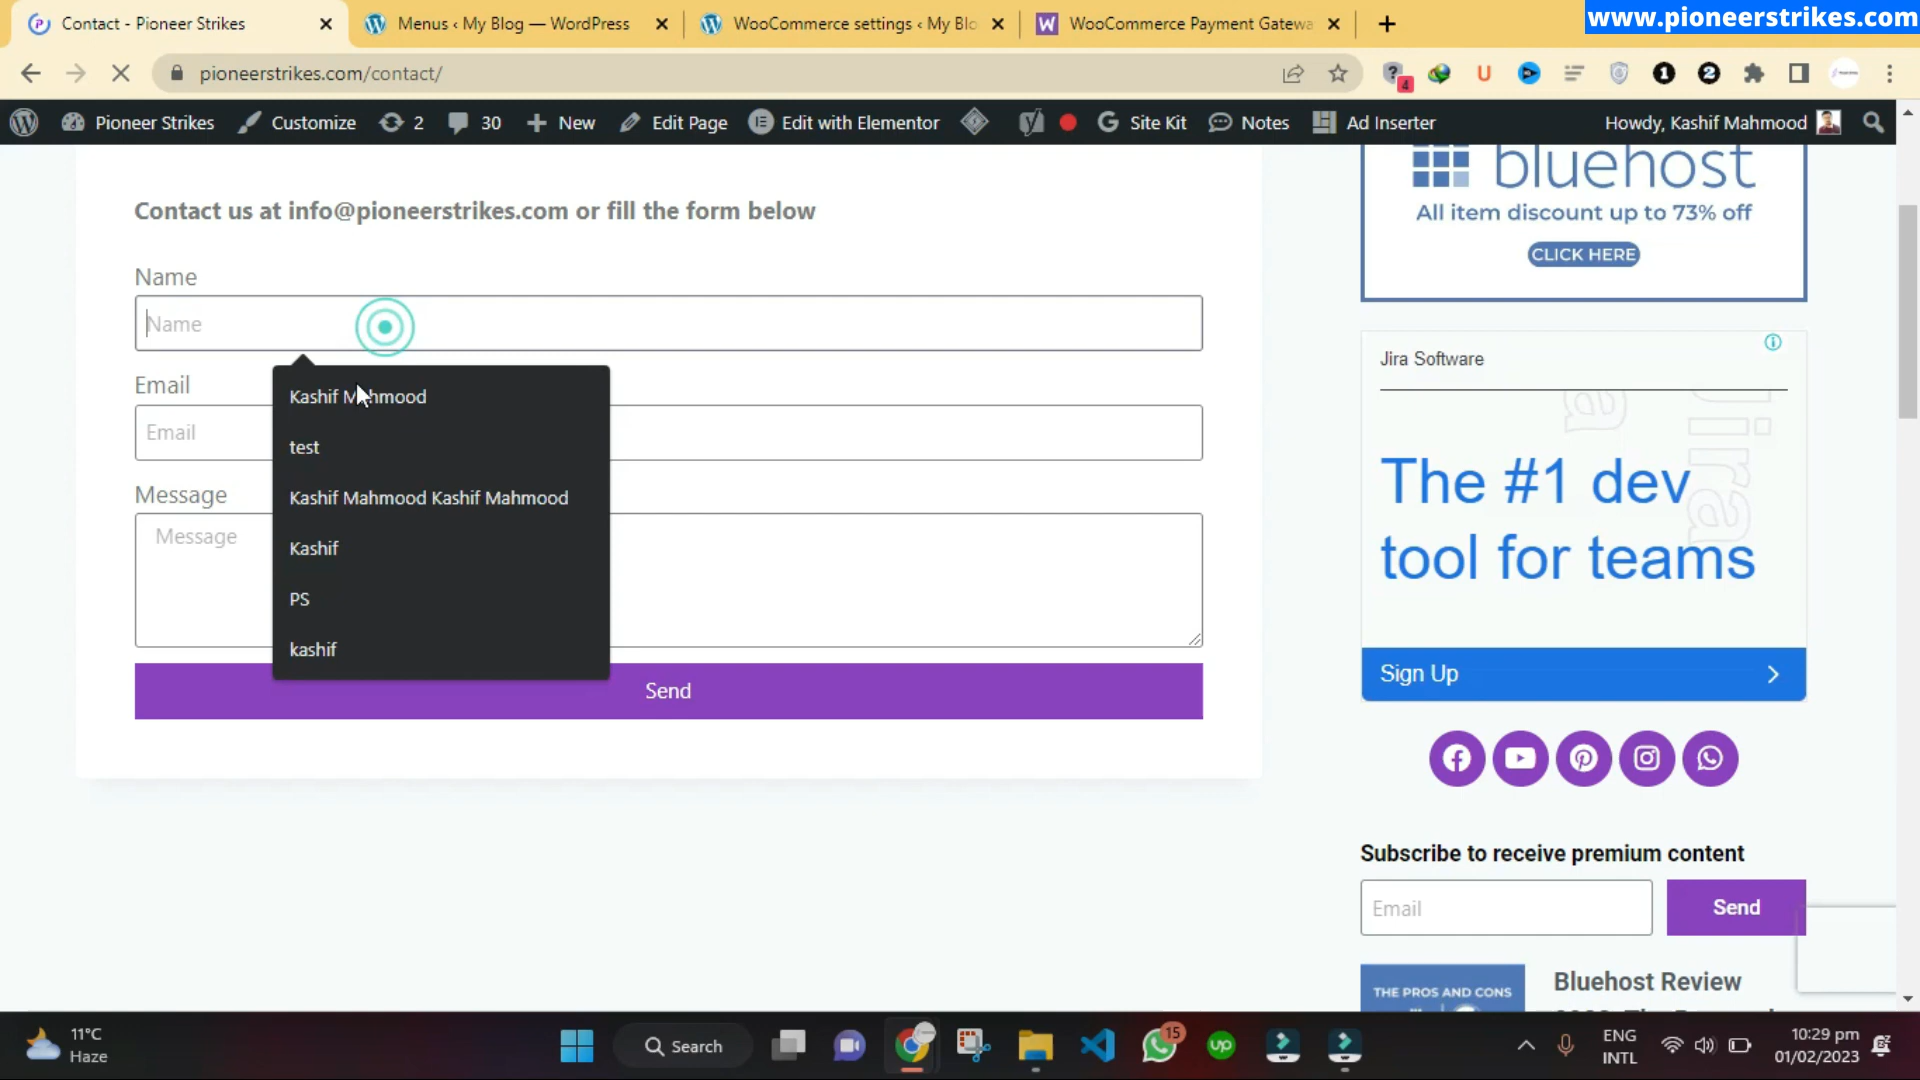 www.pioneerstrikes.com
Contact - Pioneer Strikes
Menus ‹ My Blog — WordPress
WooCommerce settings ‹ My Blo
WooCommerce Payment Gatewa
pioneerstrikes.com/contact/
4
U
1
2
Pioneer Strikes
Customize
2
30
New
Edit Page
Edit with Elementor
Site Kit
Notes
Ad Inserter
Howdy, Kashif Mahmood
Contact us at info@pioneerstrikes.com or fill the form below
Name
Name
Kashif Mahmood
test
Kashif Mahmood Kashif Mahmood
Kashif
PS
kashif
Email
Email
Message
Message
Send
bluehost
All item discount up to 73% off
CLICK HERE
Jira Software
Jira
a
The #1 dev
tool for teams
Sign Up
Subscribe to receive premium content
Email
Send
THE PROS AND CONS
Bluehost Review
11°C
Haze
Search
15
up
ENG
INTL
10:29 pm
01/02/2023